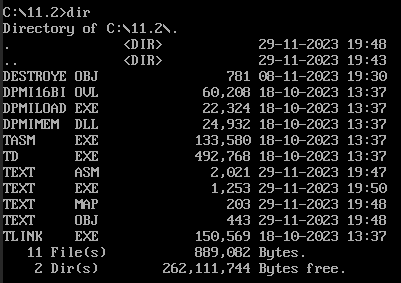 C:\11.2>dir
Directory of C:\11.2\.
. <DIR> 29-11-2023 19:48
.. <DIR> 29-11-2023 19:43
DESTROYE OBJ 781 08-11-2023 19:30
DPMI16BI OVL 60,208 18-10-2023 13:37
DPMILOAD EXE 22,324 18-10-2023 13:37
DPMIMEM DLL 24,932 18-10-2023 13:37
TASM EXE 133,580 18-10-2023 13:37
TD EXE 492,768 18-10-2023 13:37
TEXT ASM 2,021 29-11-2023 19:47
TEXT EXE 1,253 29-11-2023 19:50
TEXT MAP 203 29-11-2023 19:48
TEXT OBJ 443 29-11-2023 19:48
TLINK EXE 150,569 18-10-2023 13:37
11 File(s) 889,082 Bytes.
2 Dir(s) 262,111,744 Bytes free.